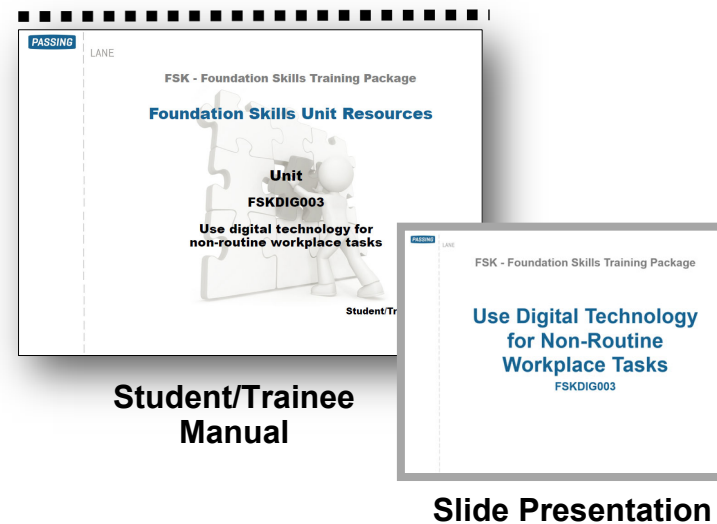 PASSING
LANE
FSK - Foundation Skills Training Package
Foundation Skills Unit Resources
Unit
FSKDIG003
Use digital technology for
non-routine workplace tasks
Student/Tr
Student/Trainee
Manual
PASSING
LANE
FSK - Foundation Skills Training Package
Use Digital Technology
for Non-Routine
Workplace Tasks
FSKDIG003
Slide Presentation